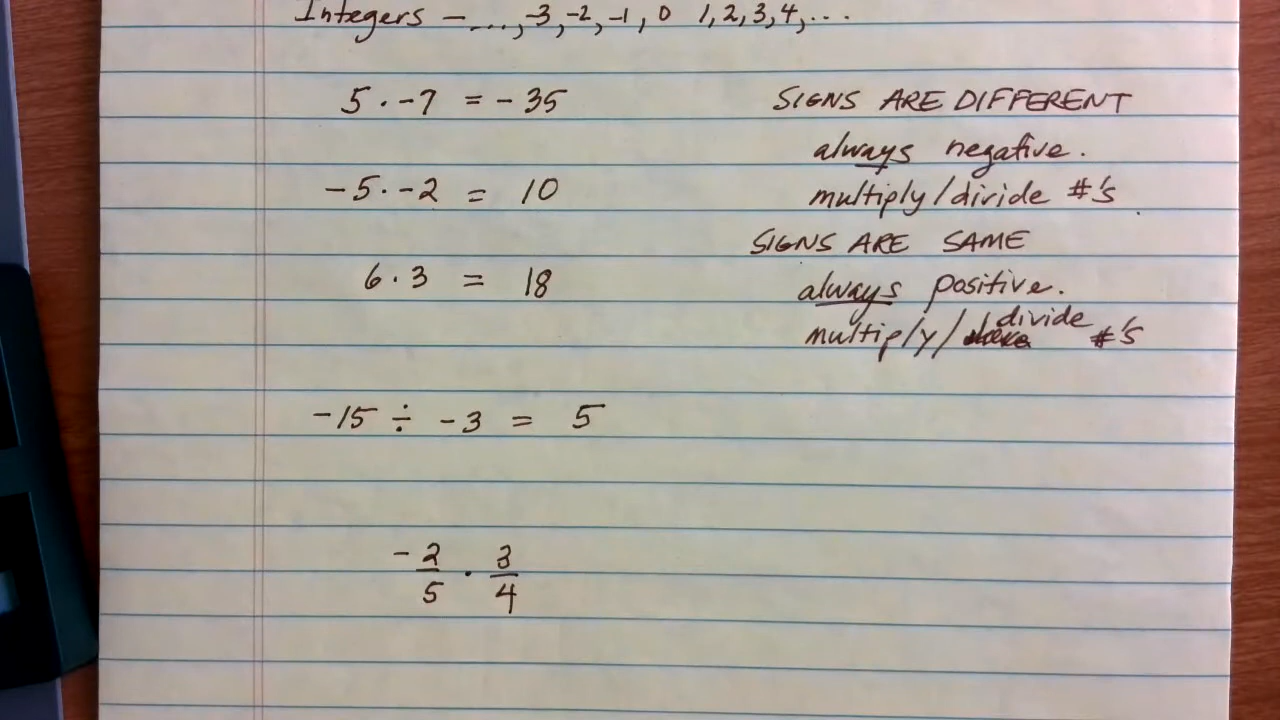 Integers - ..., -3, -2, -1, 0 1, 2, 3, 4, ...
5 · -7 = -35
SIGNS ARE DIFFERENT
always negative.
multiply/divide #'s.
-5 · -2 = 10
SIGNS ARE SAME
always positive.
multiply/divide #'s
6 · 3 = 18
-15 ÷ -3 = 5
-2/5 · 3/4